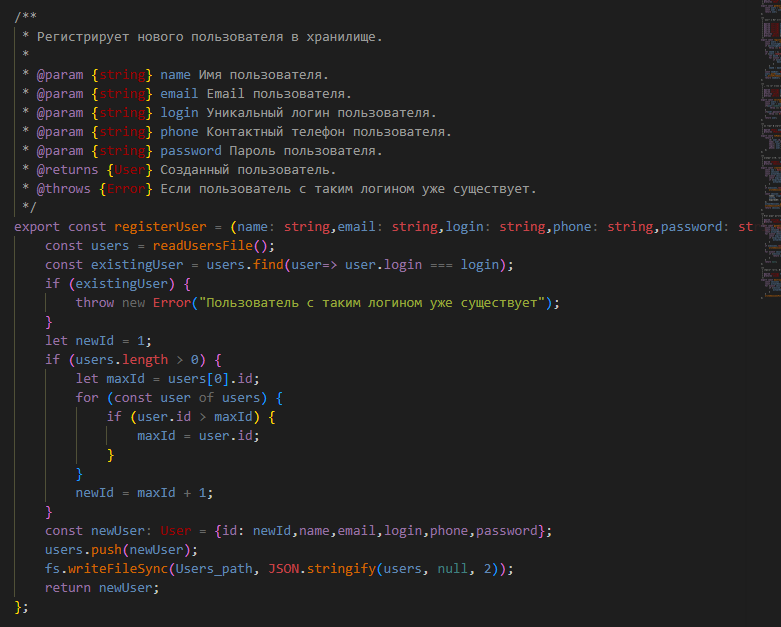 /**
 * Регистрирует нового пользователя в хранилище.
 *
 * @param {string} name Имя пользователя.
 * @param {string} email Email пользователя.
 * @param {string} login Уникальный логин пользователя.
 * @param {string} phone Контактный телефон пользователя.
 * @param {string} password Пароль пользователя.
 * @returns {User} Созданный пользователь.
 * @throws {Error} Если пользователь с таким логином уже существует.
 */
export const registerUser = (name: string,email: string,login: string,phone: string,password: st
    const users = readUsersFile();
    const existingUser = users.find(user=> user.login === login);
    if (existingUser) {
        throw new Error("Пользователь с таким логином уже существует");
    }
    let newId = 1;
    if (users.length > 0) {
        let maxId = users[0].id;
        for (const user of users) {
            if (user.id > maxId) {
                maxId = user.id;
            }
        }
        newId = maxId + 1;
    }
    const newUser: User = {id: newId,name,email,login,phone,password};
    users.push(newUser);
    fs.writeFileSync(Users_path, JSON.stringify(users, null, 2));
    return newUser;
};